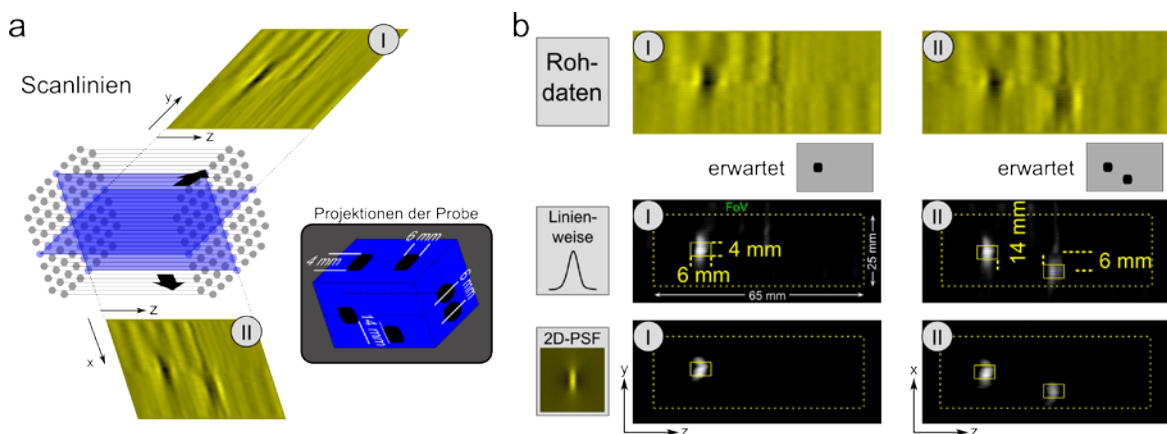 a
I
Scanlinien
y
z
Projektionen der Probe
6 mm
4 mm
6 mm
14 mm
z
II
x
b
Roh-
daten
I
II
erwartet
erwartet
Linien-
weise
I
FoV
4 mm
6 mm
25 mm
65 mm
II
14 mm
6 mm
2D-PSF
I
II
y
z
x
z